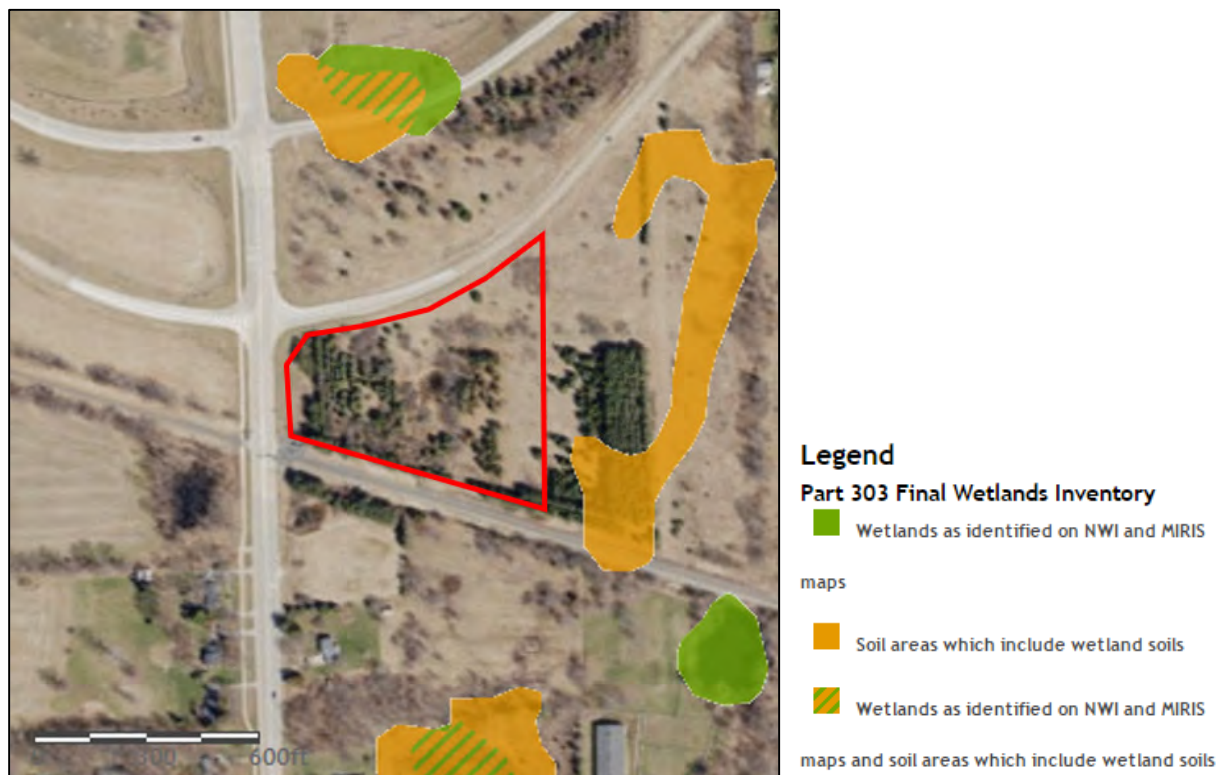 Legend
Part 303 Final Wetlands Inventory
Wetlands as identified on NWI and MIRIS
maps
Soil areas which include wetland soils
Wetlands as identified on NWI and MIRIS
maps and soil areas which include wetland soils
300 600ft